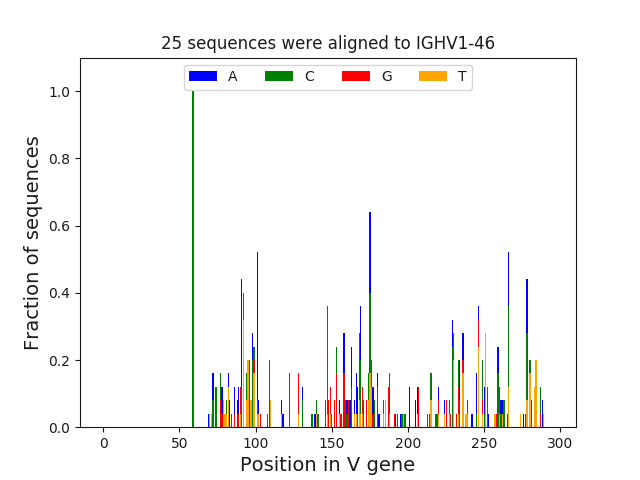 25 sequences were aligned to IGHV1-46
A C G T
1.0
0.8
0.6
0.4
0.2
0.0
Fraction of sequences
0 50 100 150 200 250 300
Position in V gene